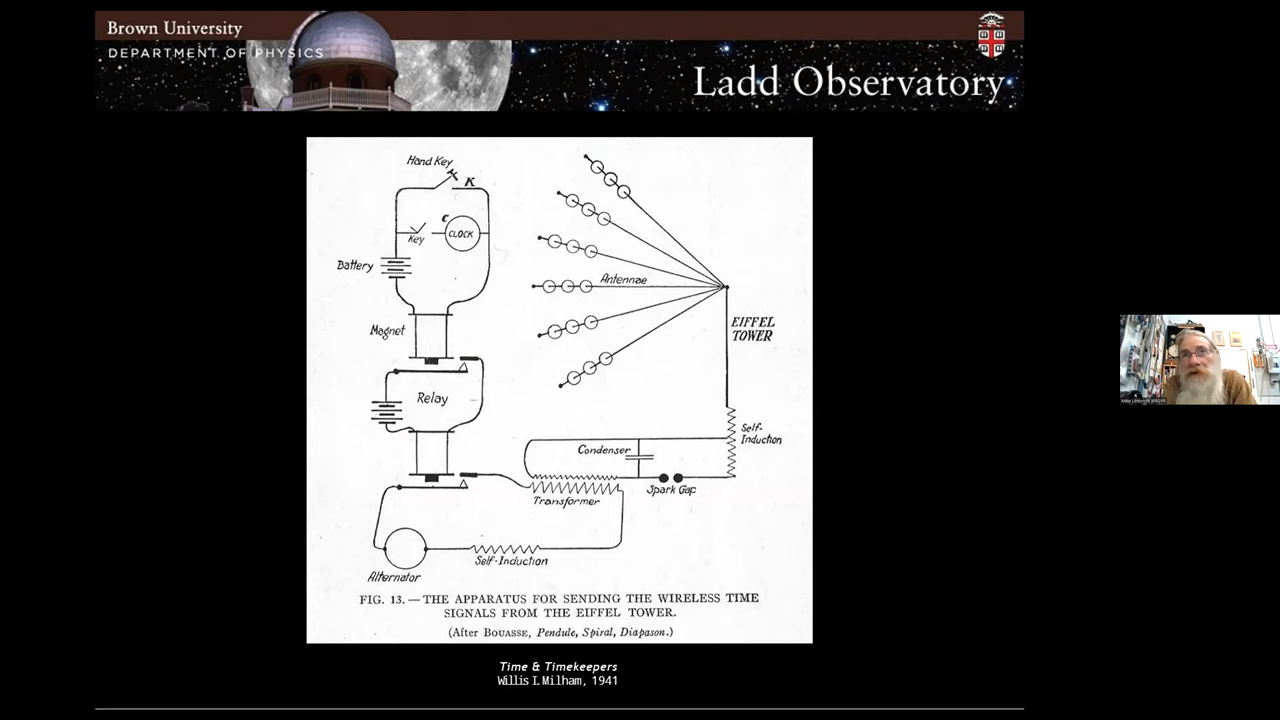 Brown University
DEPARTMENT OF PHYSICS
Ladd Observatory
Hand Key
K
C
CLOCK
Key
Battery
Magnet
Relay
Alternator
Self-Induction
Transformer
Condenser
Spark Gap
Self-
Induction
Antennae
EIFFEL
TOWER
FIG. 13.—THE APPARATUS FOR SENDING THE WIRELESS TIME
SIGNALS FROM THE EIFFEL TOWER.
(After BOUASSE, Pendule, Spiral, Diapason.)
Time & Timekeepers
Willis I. Milham, 1941